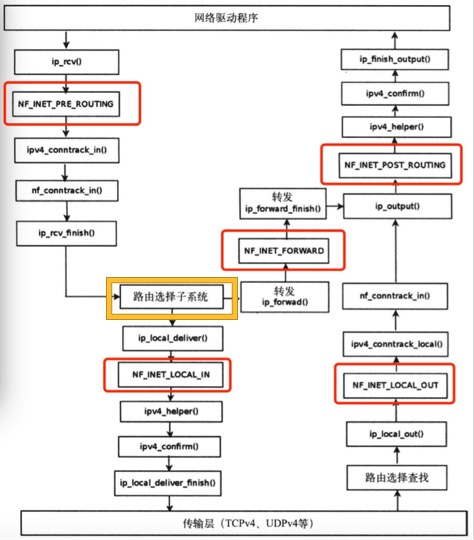 网络驱动程序
ip_rcv()
NF_INET_PRE_ROUTING
ipv4_conntrack_in()
nf_conntrack_in()
ip_rcv_finish()
路由选择子系统
ip_local_deliver()
NF_INET_LOCAL_IN
ipv4_helper()
ipv4_confirm()
ip_local_deliver_finish()
转发
ip_forward_finish()
NF_INET_FORWARD
转发
ip_forwad()
ip_finish_output()
ipv4_confirm()
ipv4_helper()
NF_INET_POST_ROUTING
ip_output()
nf_conntrack_in()
ipv4_conntrack_local()
NF_INET_LOCAL_OUT
ip_local_out()
路由选择查找
传输层（TCPv4、UDPv4等）